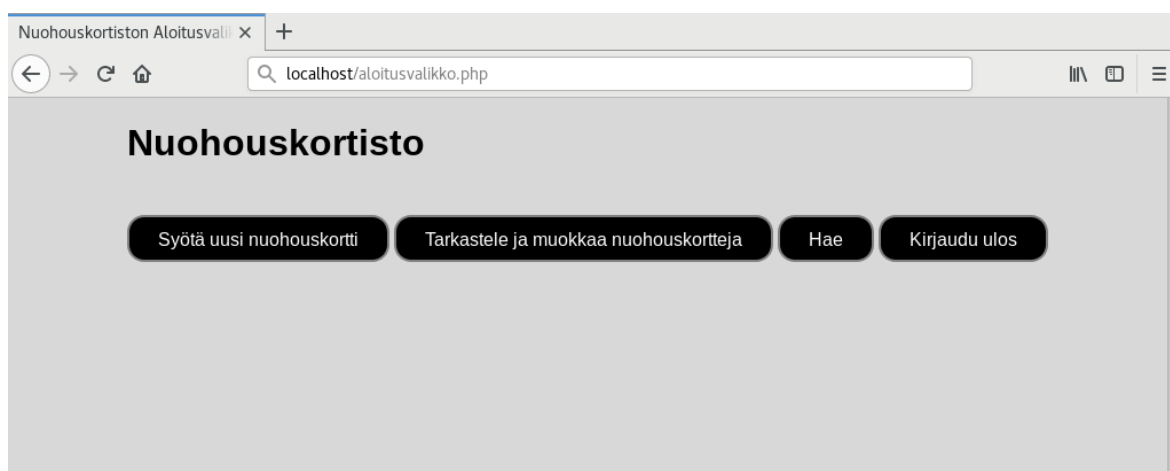 Nuohouskortiston Aloitusvali
localhost/aloitusvalikko.php
Nuohouskortisto
Syötä uusi nuohouskortti Tarkastele ja muokkaa nuohouskortteja Hae Kirjaudu ulos